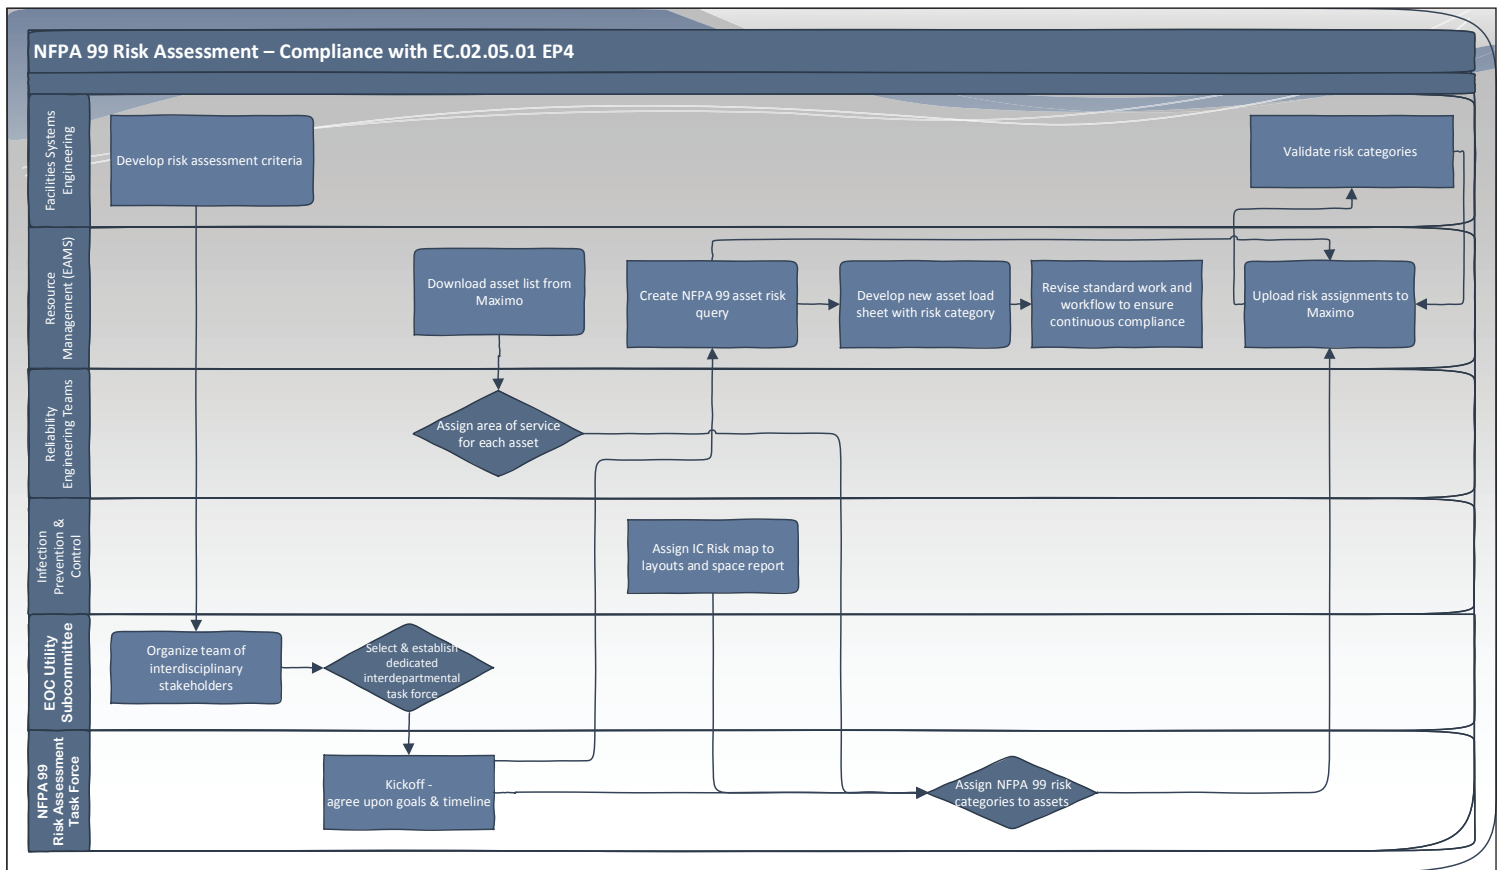 NFPA 99 Risk Assessment – Compliance with EC.02.05.01 EP4
Facilities Systems
Engineering
Develop risk assessment criteria
Validate risk categories
Resource
Management (EAMS)
Download asset list from
Maximo
Create NFPA 99 asset risk
query
Develop new asset load
sheet with risk category
Revise standard work and
workflow to ensure
continuous compliance
Upload risk assignments to
Maximo
Reliability
Engineering Teams
Assign area of service
for each asset
Infection
Prevention &
Control
Assign IC Risk map to
layouts and space report
EOC Utility
Subcommittee
Organize team of
interdisciplinary
stakeholders
Select & establish
dedicated
interdepartmental
task force
NFPA 99
Risk Assessment
Task Force
Kickoff -
agree upon goals & timeline
Assign NFPA 99 risk
categories to assets